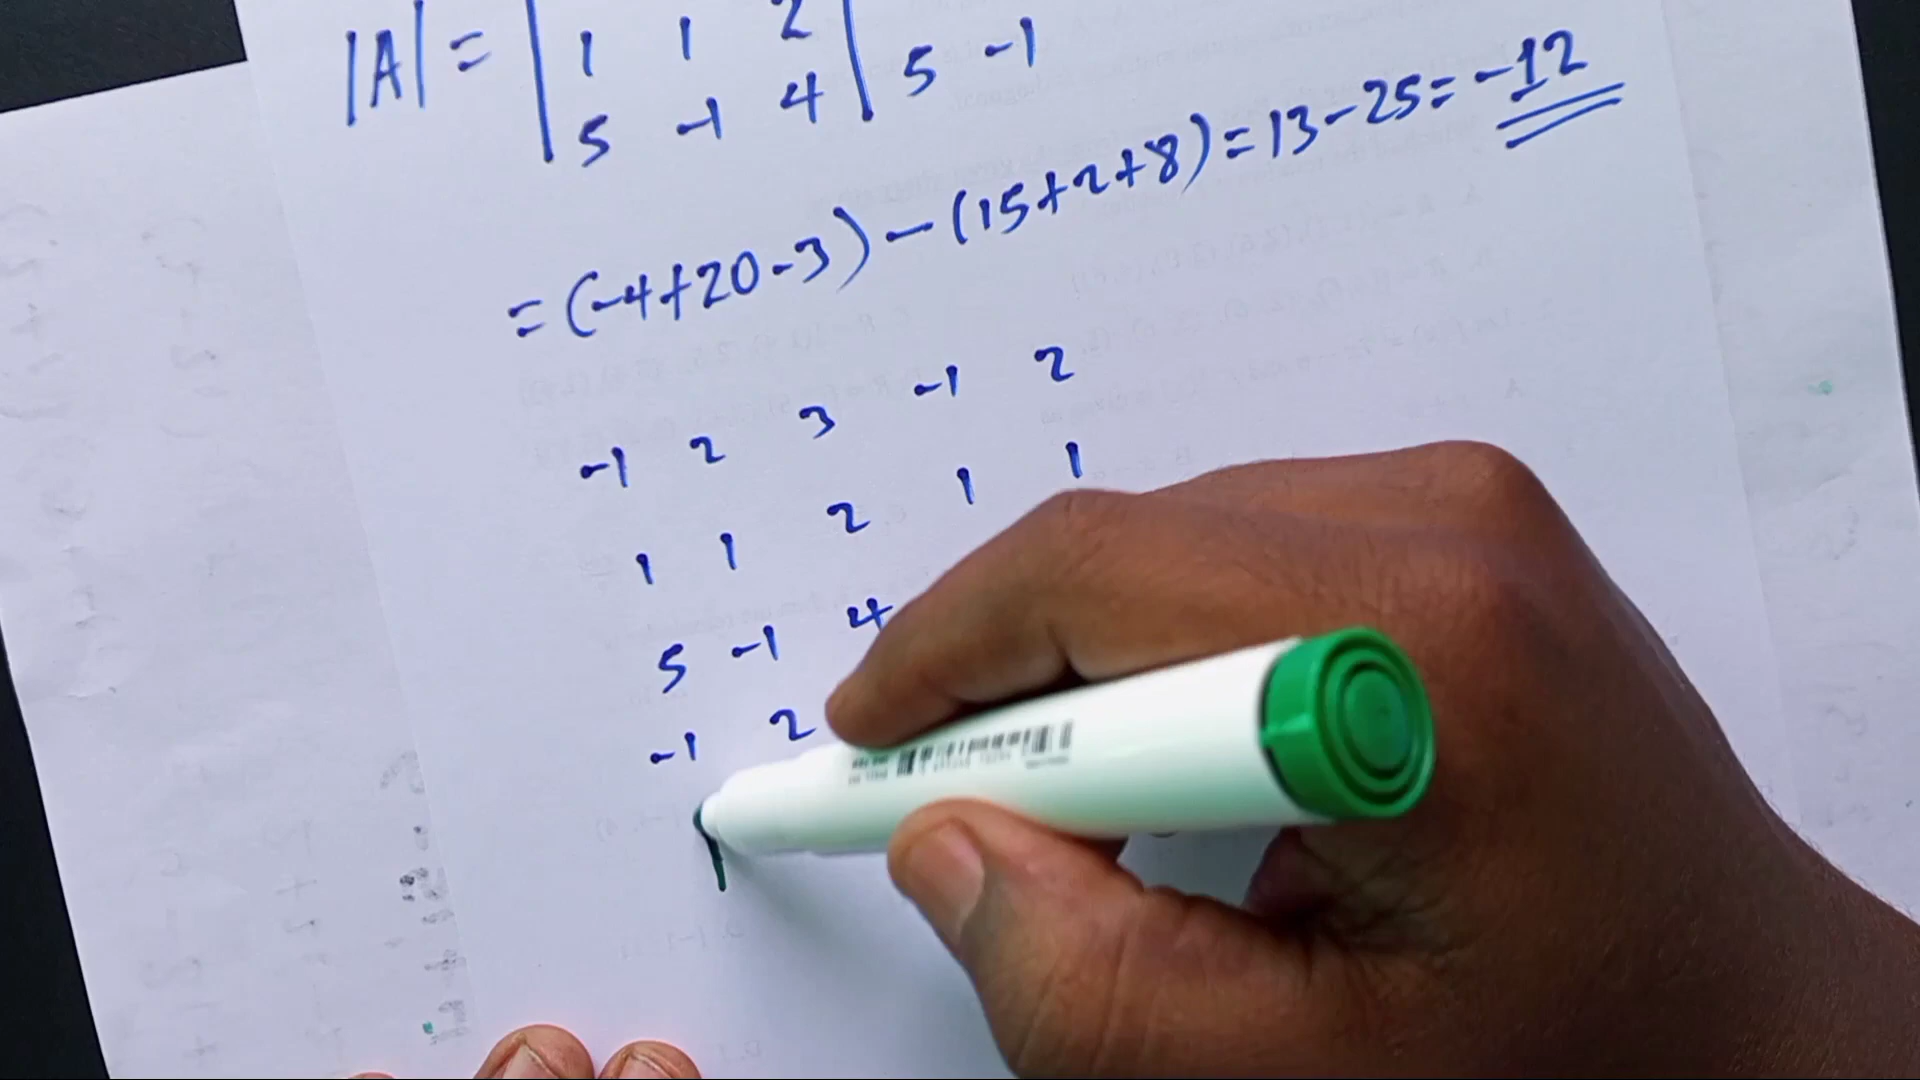 |A| = | 1 1 2 | 5 -1
5 -1 4
= (-4+20-3) - (15+2+8) = 13-25 = -12
-1 2 3 -1 2
1 1 2 1 1
5 -1 4
-1 2